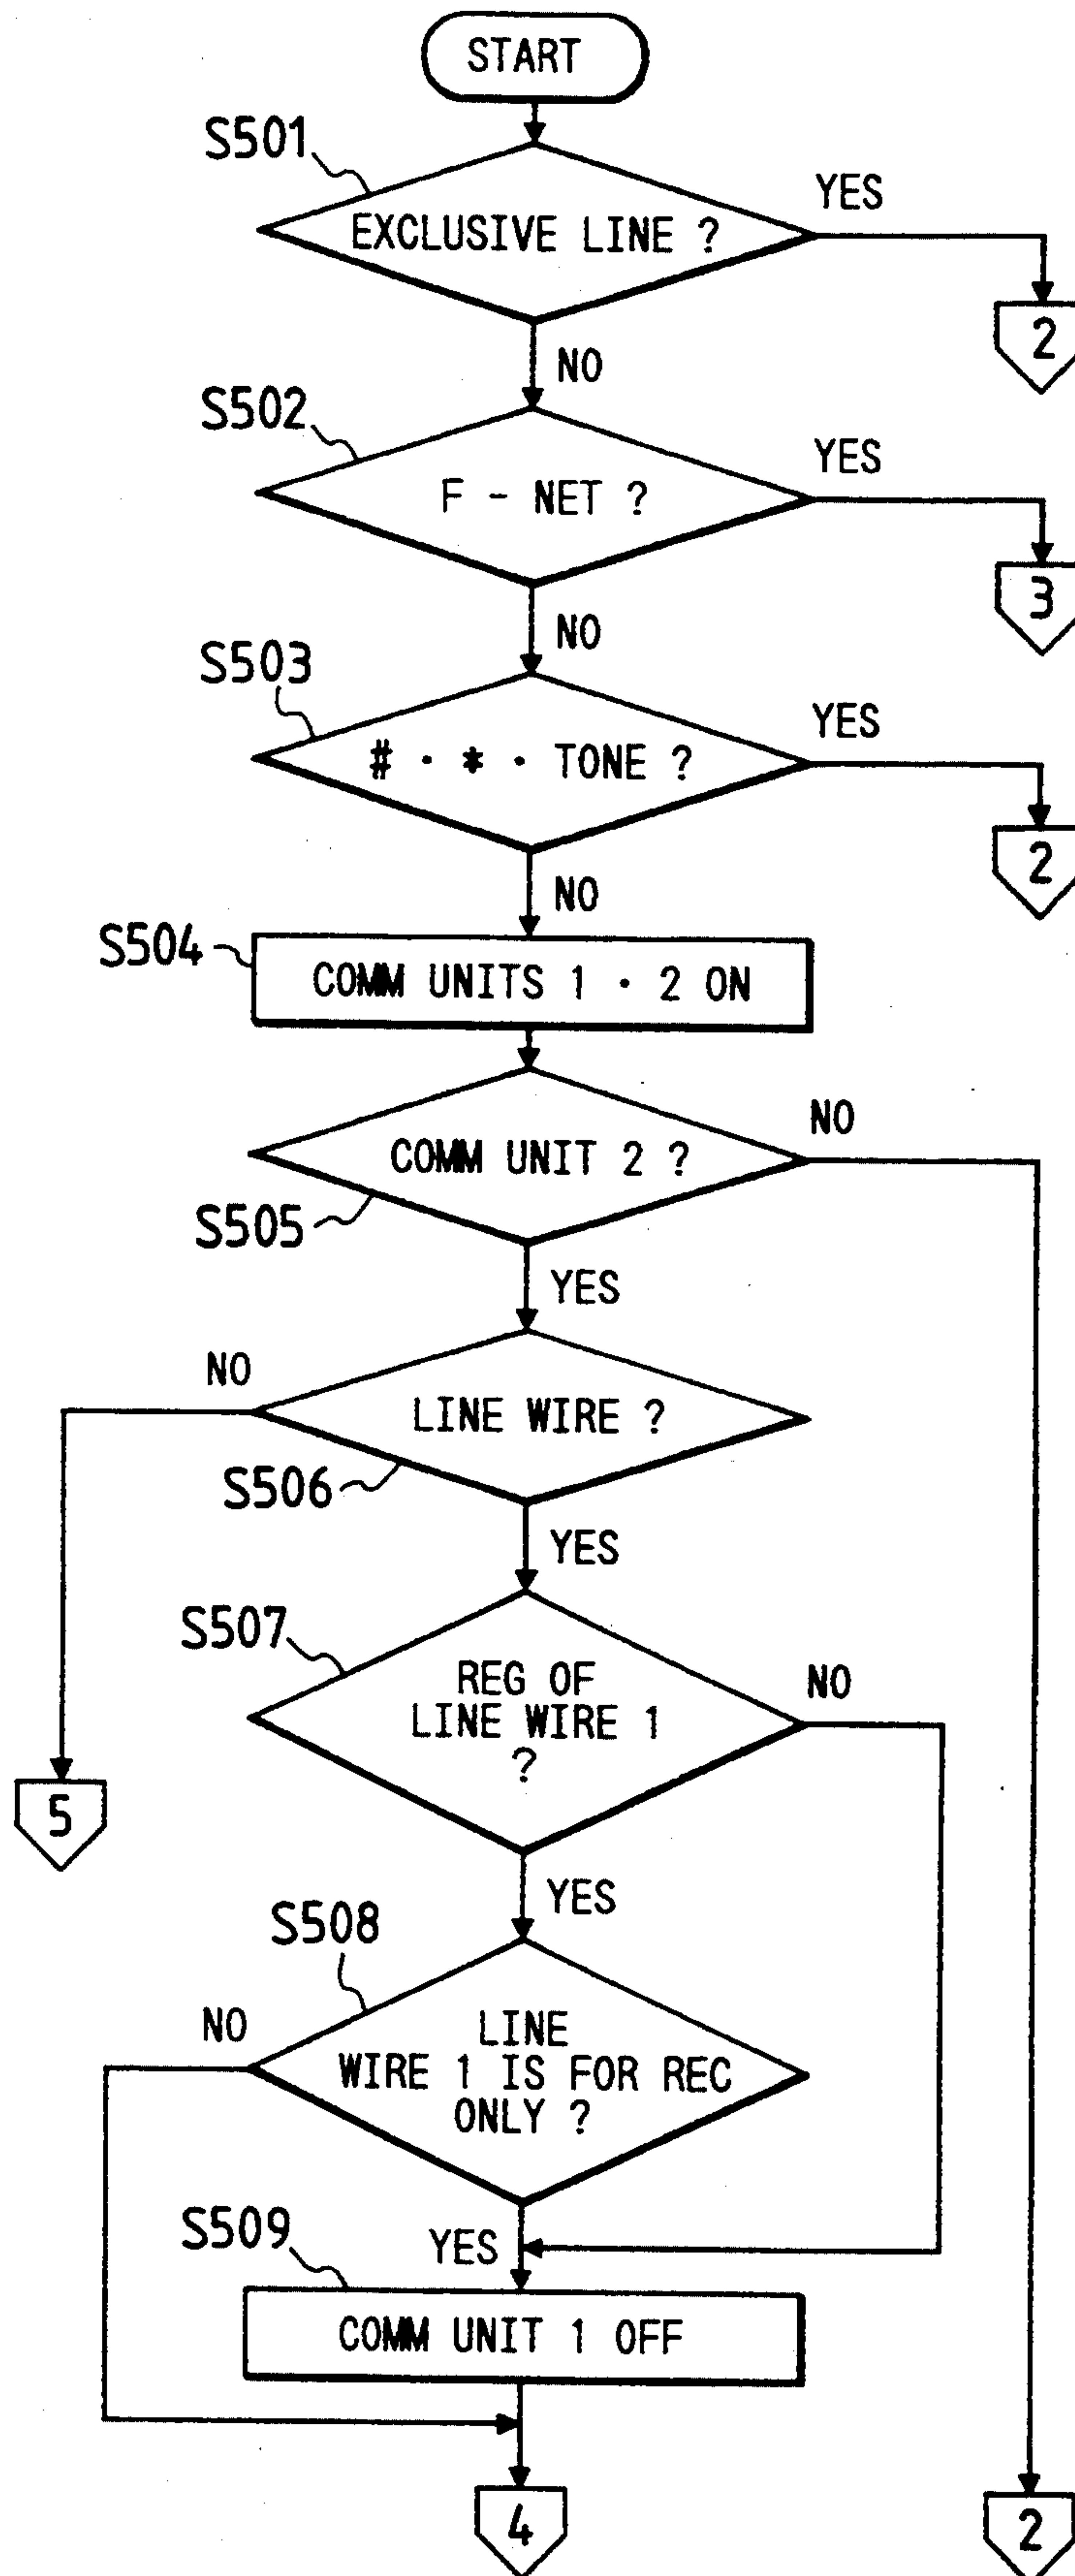 START
S501
EXCLUSIVE LINE ?
YES
2
NO
S502
F - NET ?
YES
3
NO
S503
# · * · TONE ?
YES
2
NO
S504
COMM UNITS 1 · 2 ON
COMM UNIT 2 ?
NO
S505
YES
NO
LINE WIRE ?
S506
YES
S507
REG OF
LINE WIRE 1
?
NO
5
YES
S508
NO
LINE
WIRE 1 IS FOR REC
ONLY ?
S509
YES
COMM UNIT 1 OFF
4
2